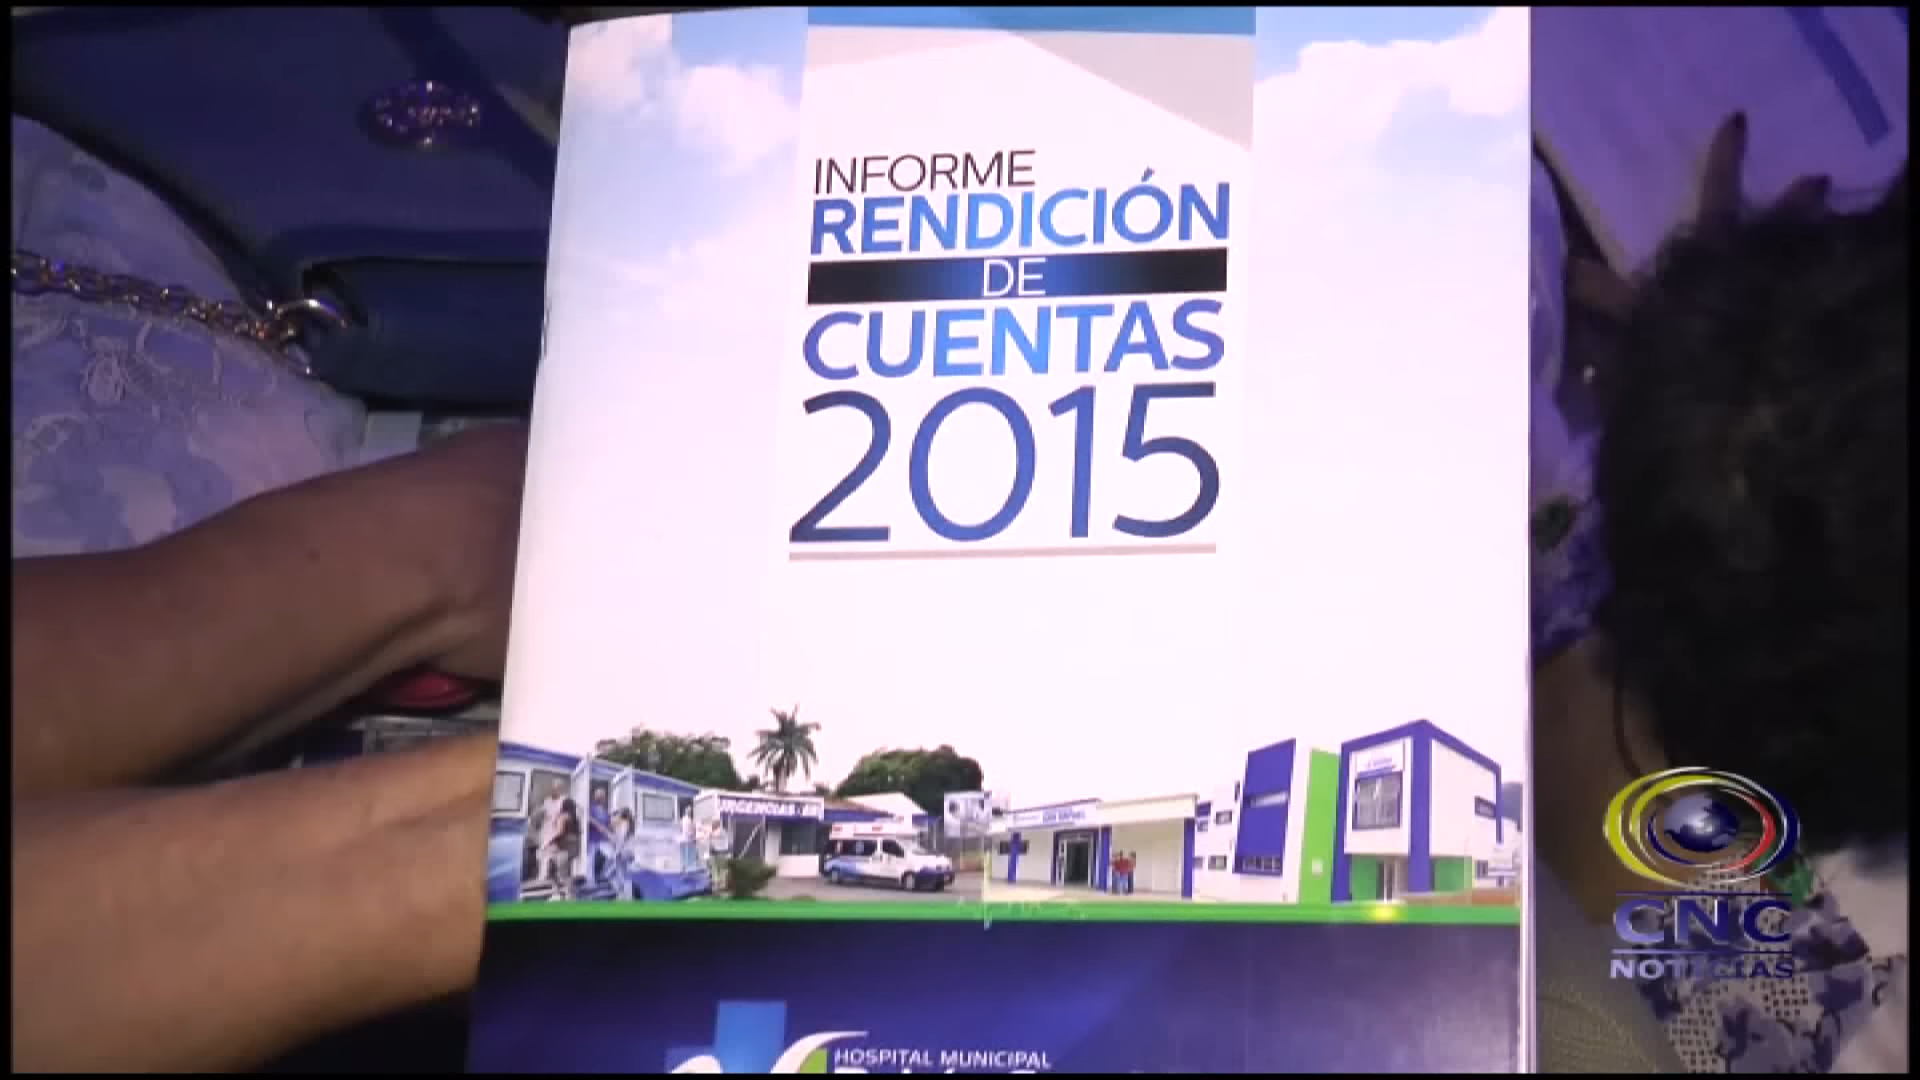 INFORME
RENDICIÓN
DE
CUENTAS
2015
URGENCIAS
HOSPITAL MUNICIPAL
CNC
NOTICIAS